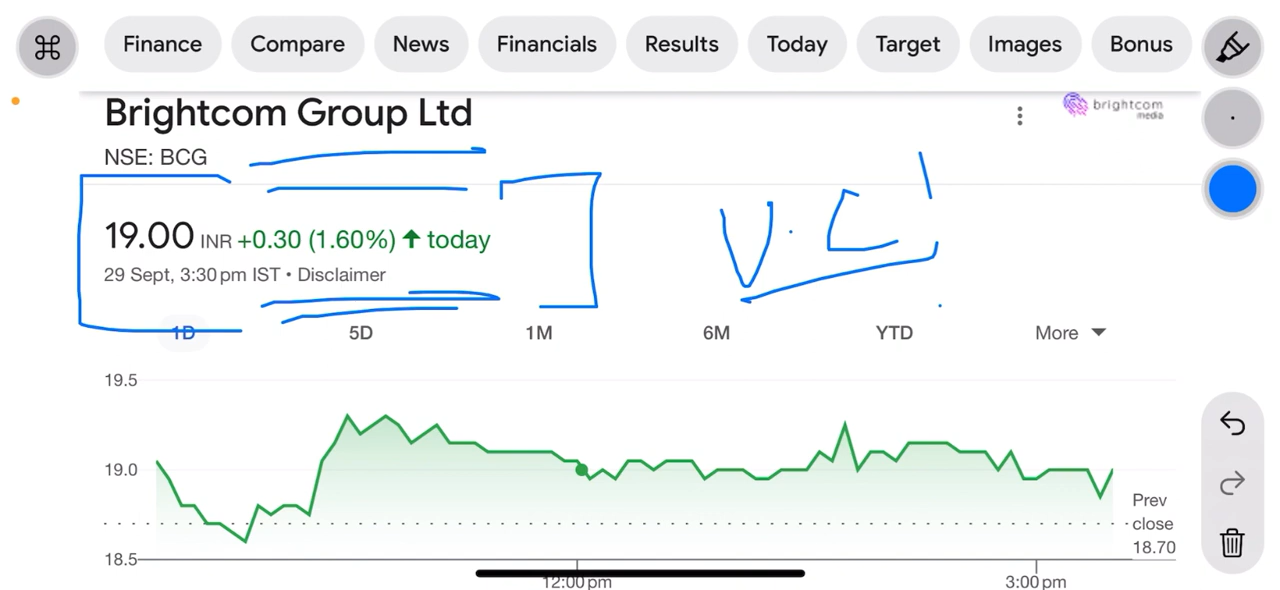 Finance Compare News Financials Results Today Target Images Bonus
Brightcom Group Ltd
brightcom
media
NSE: BCG
19.00 INR +0.30 (1.60%) ↑ today
29 Sept, 3:30 pm IST • Disclaimer
1D 5D 1M 6M YTD More
19.5
19.0
18.5
Prev
close
18.70
12:00 pm 3:00 pm